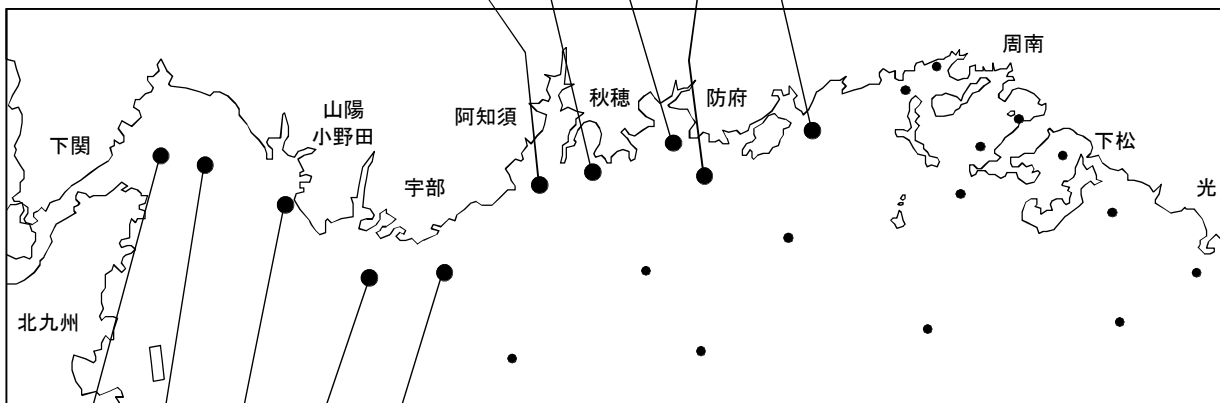 周南
山陽
小野田
秋穂
防府
阿知須
下関
下松
宇部
光
北九州